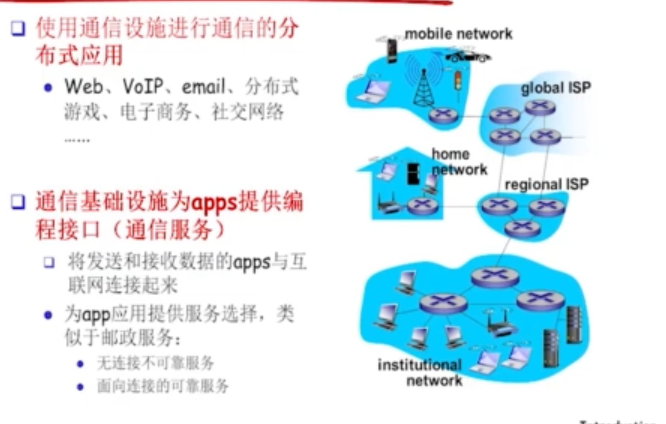 使用通信设施进行通信的分
布式应用
Web、VoIP、email、分布式
游戏、电子商务、社交网络
……
通信基础设施为apps提供编
程接口（通信服务）
将发送和接收数据的apps与互
联网连接起来
为app应用提供服务选择，类
似于邮政服务：
无连接不可靠服务
面向连接的可靠服务
mobile network
global ISP
home
network
regional ISP
institutional
network